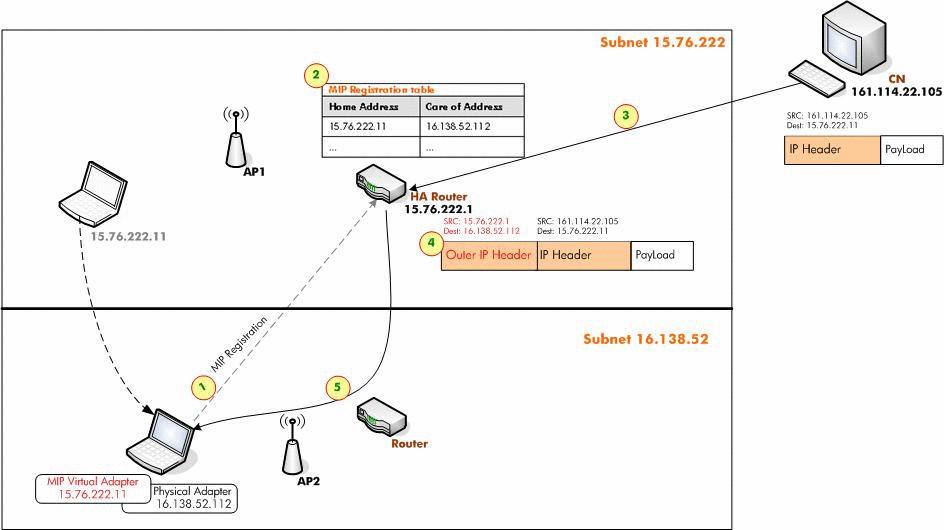 Subnet 15.76.222
CN
161.114.22.105
SRC: 161.114.22.105
Dest: 15.76.222.11
IP Header
PayLoad
2
MIP Registration table
Home Address
Care of Address
15.76.222.11
16.138.52.112
...
...
3
AP1
HA Router
15.76.222.1
15.76.222.11
SRC: 15.76.222.1
Dest: 16.138.52.112
SRC: 161.114.22.105
Dest: 15.76.222.11
4
Outer IP Header
IP Header
PayLoad
Subnet 16.138.52
MIP Registration
1
5
Router
AP2
MIP Virtual Adapter
15.76.222.11
Physical Adapter
16.138.52.112